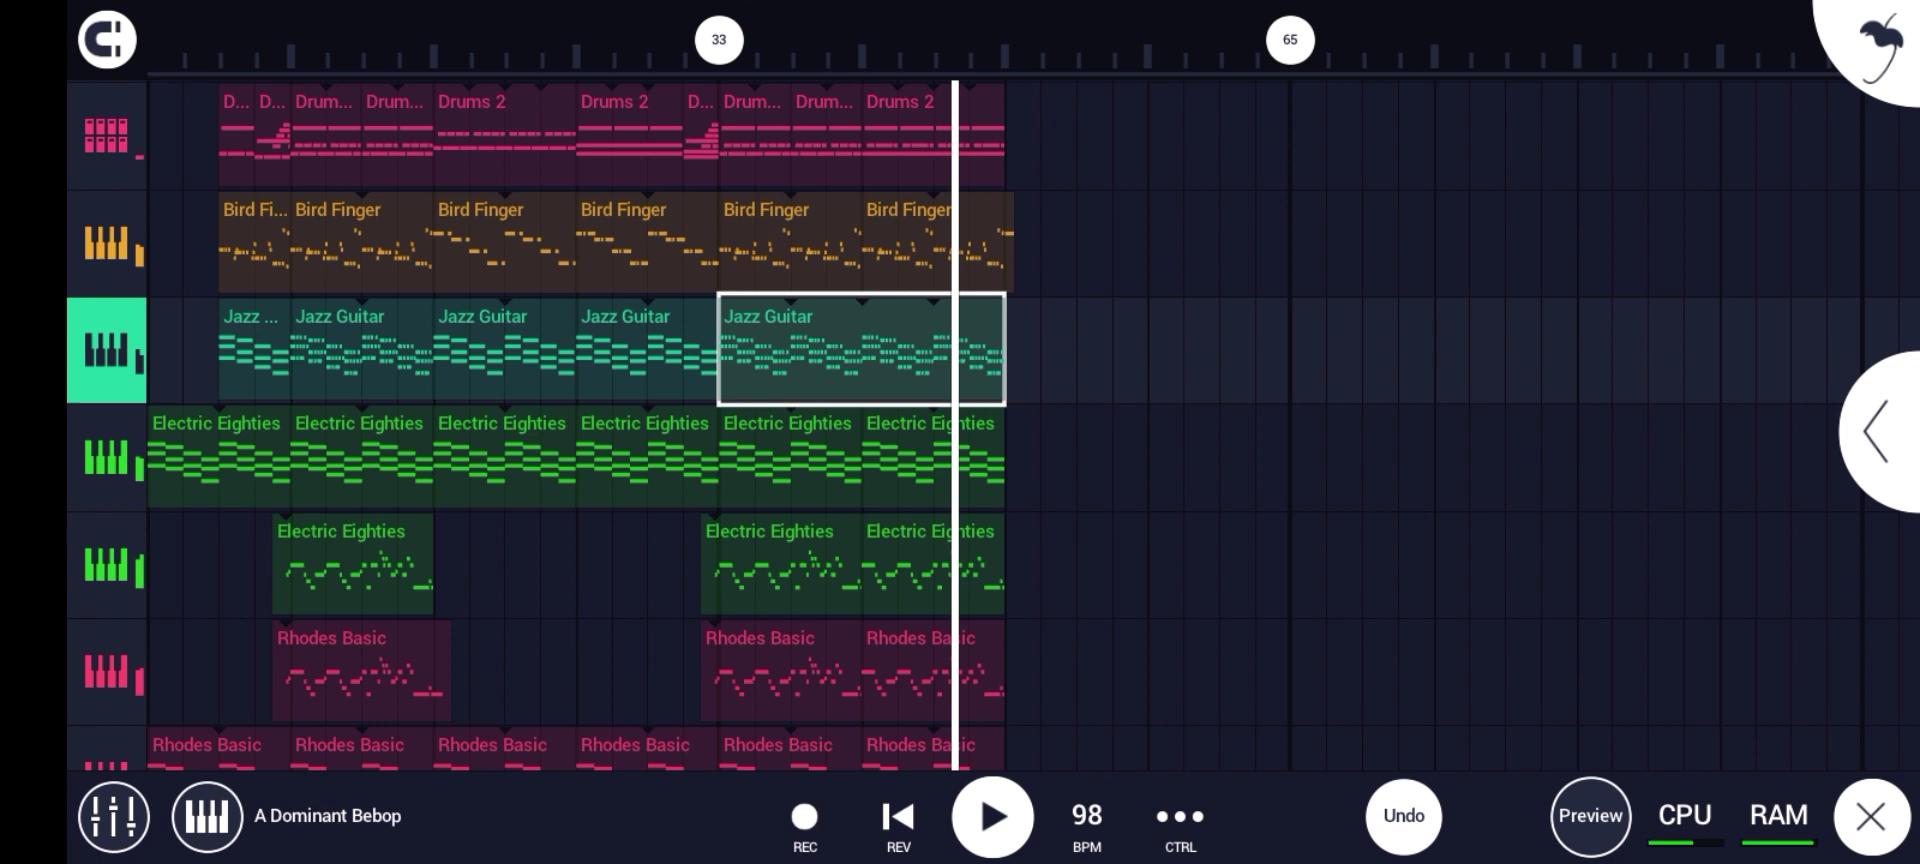 33 65
D... D... Drum... Drum... Drums 2 Drums 2 D... Drum... Drum... Drums 2
Bird Fi... Bird Finger Bird Finger Bird Finger Bird Finger Bird Finger
Jazz ... Jazz Guitar Jazz Guitar Jazz Guitar Jazz Guitar
Electric Eighties Electric Eighties Electric Eighties Electric Eighties Electric Eighties Electric Eighties
Electric Eighties Electric Eighties Electric Eighties
Rhodes Basic Rhodes Basic Rhodes Basic
Rhodes Basic Rhodes Basic Rhodes Basic Rhodes Basic Rhodes Basic Rhodes Basic
A Dominant Bebop 98 Undo Preview CPU RAM
REC REV BPM CTRL